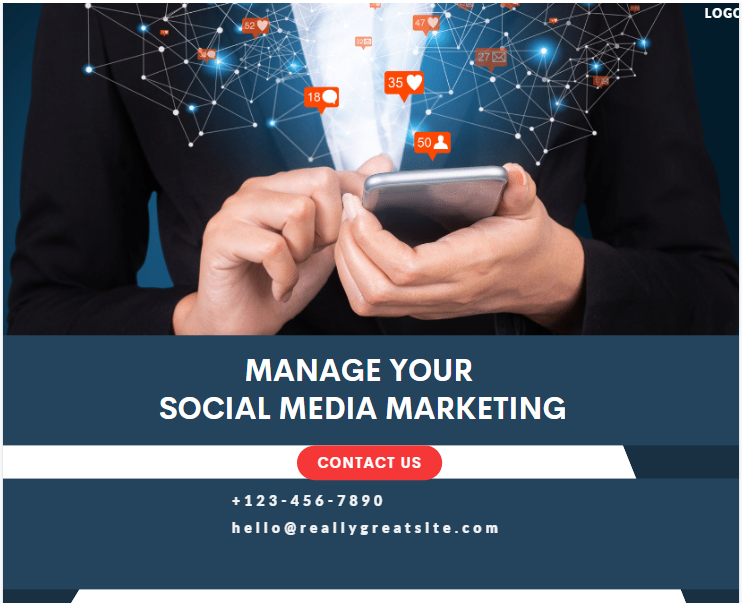 LOGO
52
47
32
27
18
35
50
MANAGE YOUR
SOCIAL MEDIA MARKETING
CONTACT US
+123-456-7890
hello@reallygreatsite.com